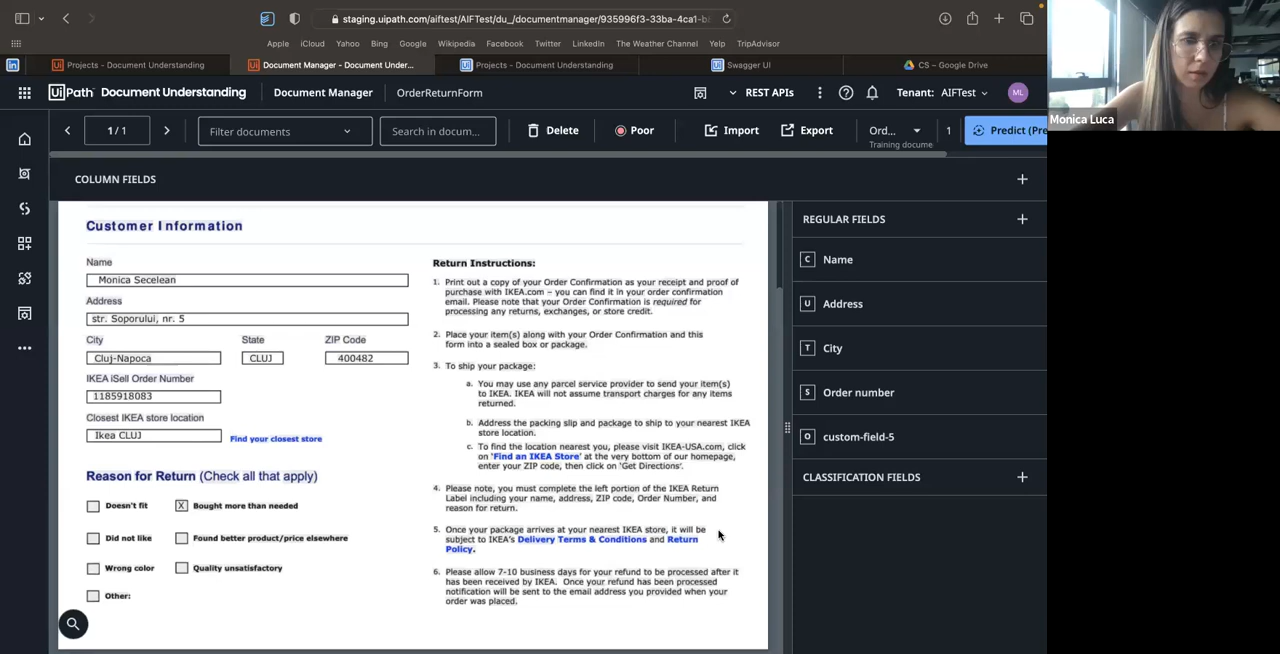 staging.uipath.com/aiftest/AIFTest/du_/documentmanager/935996f3-33ba-4ca1-b
Apple iCloud Yahoo Bing Google Wikipedia Facebook Twitter LinkedIn The Weather Channel Yelp TripAdvisor
Projects - Document Understanding
Document Manager - Document Under...
Projects - Document Understanding
Swagger UI
CS – Google Drive
UiPath Document Understanding
Document Manager
OrderReturnForm
REST APIs
Tenant: AIFTest
ML
Monica Luca
1 / 1
Filter documents
Search in docum...
Delete
Poor
Import
Export
Ord...
Training docume
1
Predict (Pre
COLUMN FIELDS
Customer Information
Name
Monica Secelean
Address
str. Soporului, nr. 5
City State ZIP Code
Cluj-Napoca CLUJ 400482
IKEA iSell Order Number
1185918083
Closest IKEA store location
Ikea CLUJ
Find your closest store
Reason for Return (Check all that apply)
Doesn't fit
X Bought more than needed
Did not like
Found better product/price elsewhere
Wrong color
Quality unsatisfactory
Other:
Return Instructions:
1. Print out a copy of your Order Confirmation as your receipt and proof of
purchase with IKEA.com – you can find it in your order confirmation
email. Please note that your Order Confirmation is required for
processing any returns, exchanges, or store credit.
2. Place your item(s) along with your Order Confirmation and this
form into a sealed box or package.
3. To ship your package:
a. You may use any parcel service provider to send your item(s)
to IKEA. IKEA will not assume transport charges for any items
returned.
b. Address the packing slip and package to ship to your nearest IKEA
store location.
c. To find the location nearest you, please visit IKEA-USA.com, click
on 'Find an IKEA Store' at the very bottom of our homepage,
enter your ZIP code, then click on 'Get Directions'.
4. Please note, you must complete the left portion of the IKEA Return
Label including your name, address, ZIP code, Order Number, and
reason for return.
5. Once your package arrives at your nearest IKEA store, it will be
subject to IKEA's Delivery Terms & Conditions and Return
Policy.
6. Please allow 7-10 business days for your refund to be processed after it
has been received by IKEA. Once your refund has been processed
notification will be sent to the email address you provided when your
order was placed.
REGULAR FIELDS
C Name
U Address
T City
S Order number
O custom-field-5
CLASSIFICATION FIELDS